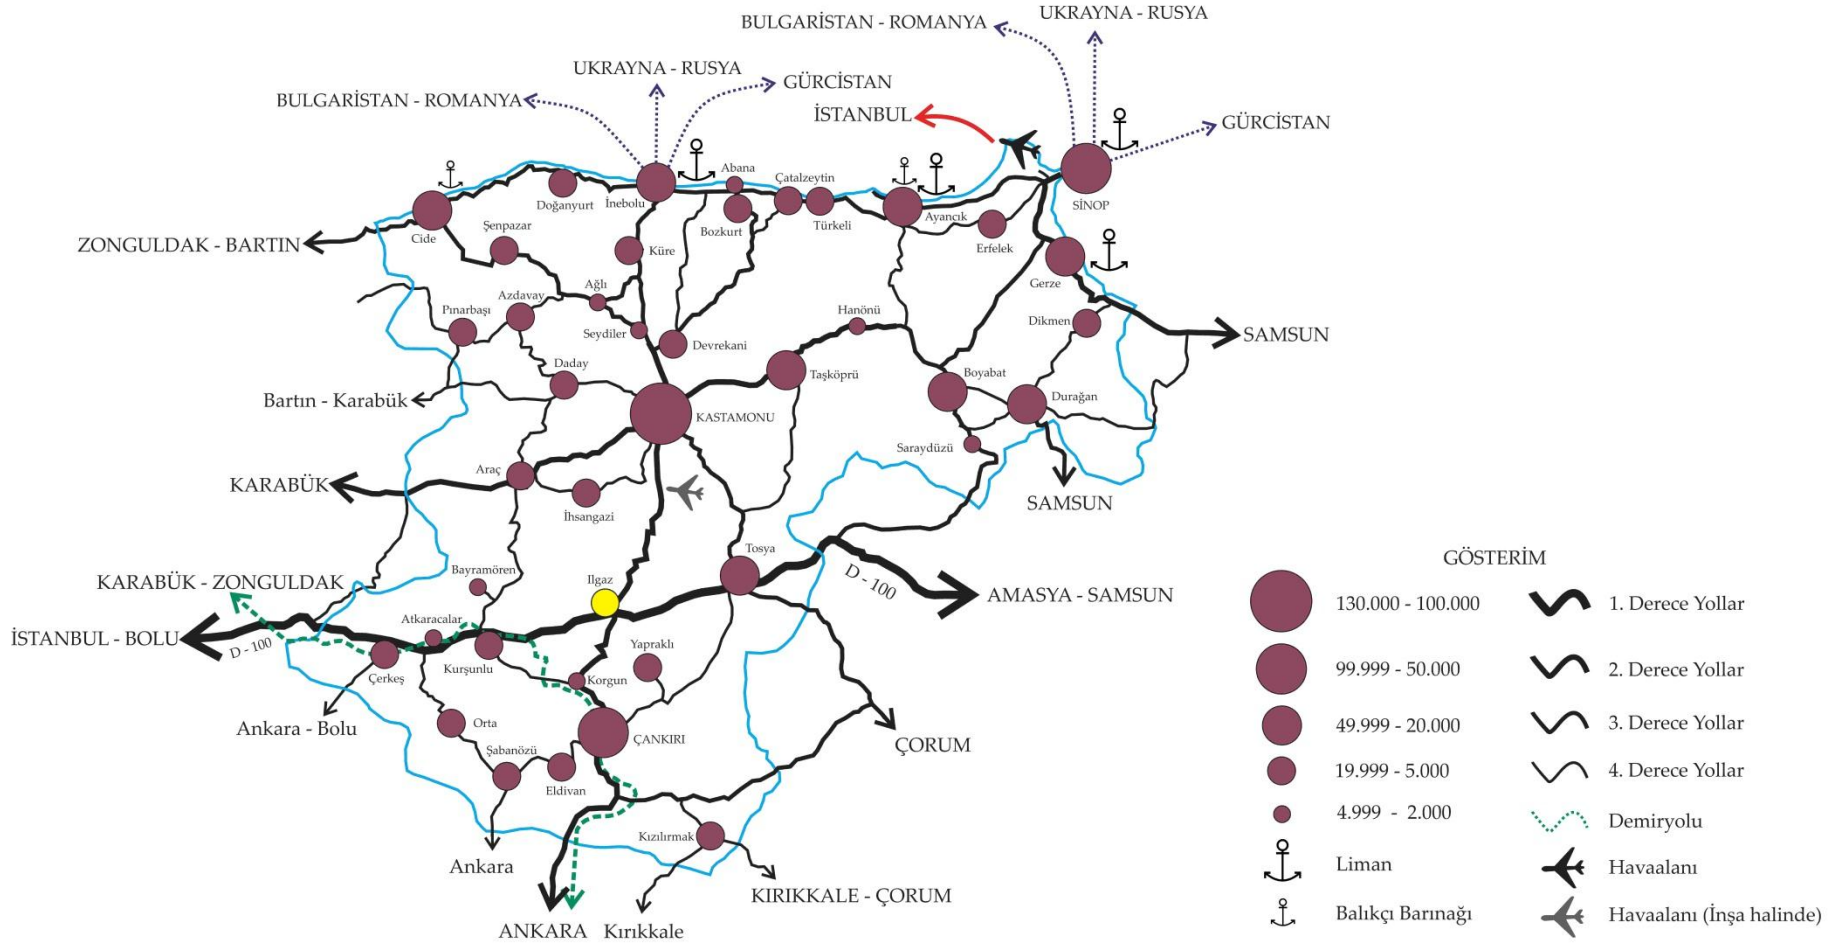 UKRAYNA - RUSYA
BULGARİSTAN - ROMANYA
UKRAYNA - RUSYA
GÜRCİSTAN
BULGARİSTAN - ROMANYA
İSTANBUL
GÜRCİSTAN
Abana
Çatalzeytin
Doğanyurt
İnebolu
Bozkurt
Türkeli
Ayancık
SİNOP
Cide
Şenpazar
Küre
Erfelek
ZONGULDAK - BARTIN
Ağlı
Gerze
Azdavay
Pınarbaşı
Hanönü
Dikmen
Seydiler
Devrekani
SAMSUN
Daday
Taşköprü
Boyabat
Durağan
Bartın - Karabük
KASTAMONU
Saraydüzü
Araç
KARABÜK
İhsangazi
SAMSUN
Tosya
GÖSTERİM
KARABÜK - ZONGULDAK
Bayramören
Ilgaz
D - 100
AMASYA - SAMSUN
130.000 - 100.000
1. Derece Yollar
Atkaracalar
İSTANBUL - BOLU
D - 100
Kurşunlu
Yapraklı
99.999 - 50.000
2. Derece Yollar
Çerkeş
Korgun
Ankara - Bolu
Orta
49.999 - 20.000
3. Derece Yollar
ÇANKIRI
ÇORUM
Şabanözü
Eldivan
19.999 - 5.000
4. Derece Yollar
4.999 - 2.000
Demiryolu
Kızılırmak
Ankara
Liman
Havaalanı
KIRIKKALE - ÇORUM
Balıkçı Barınağı
Havaalanı (İnşa halinde)
ANKARA
Kırıkkale